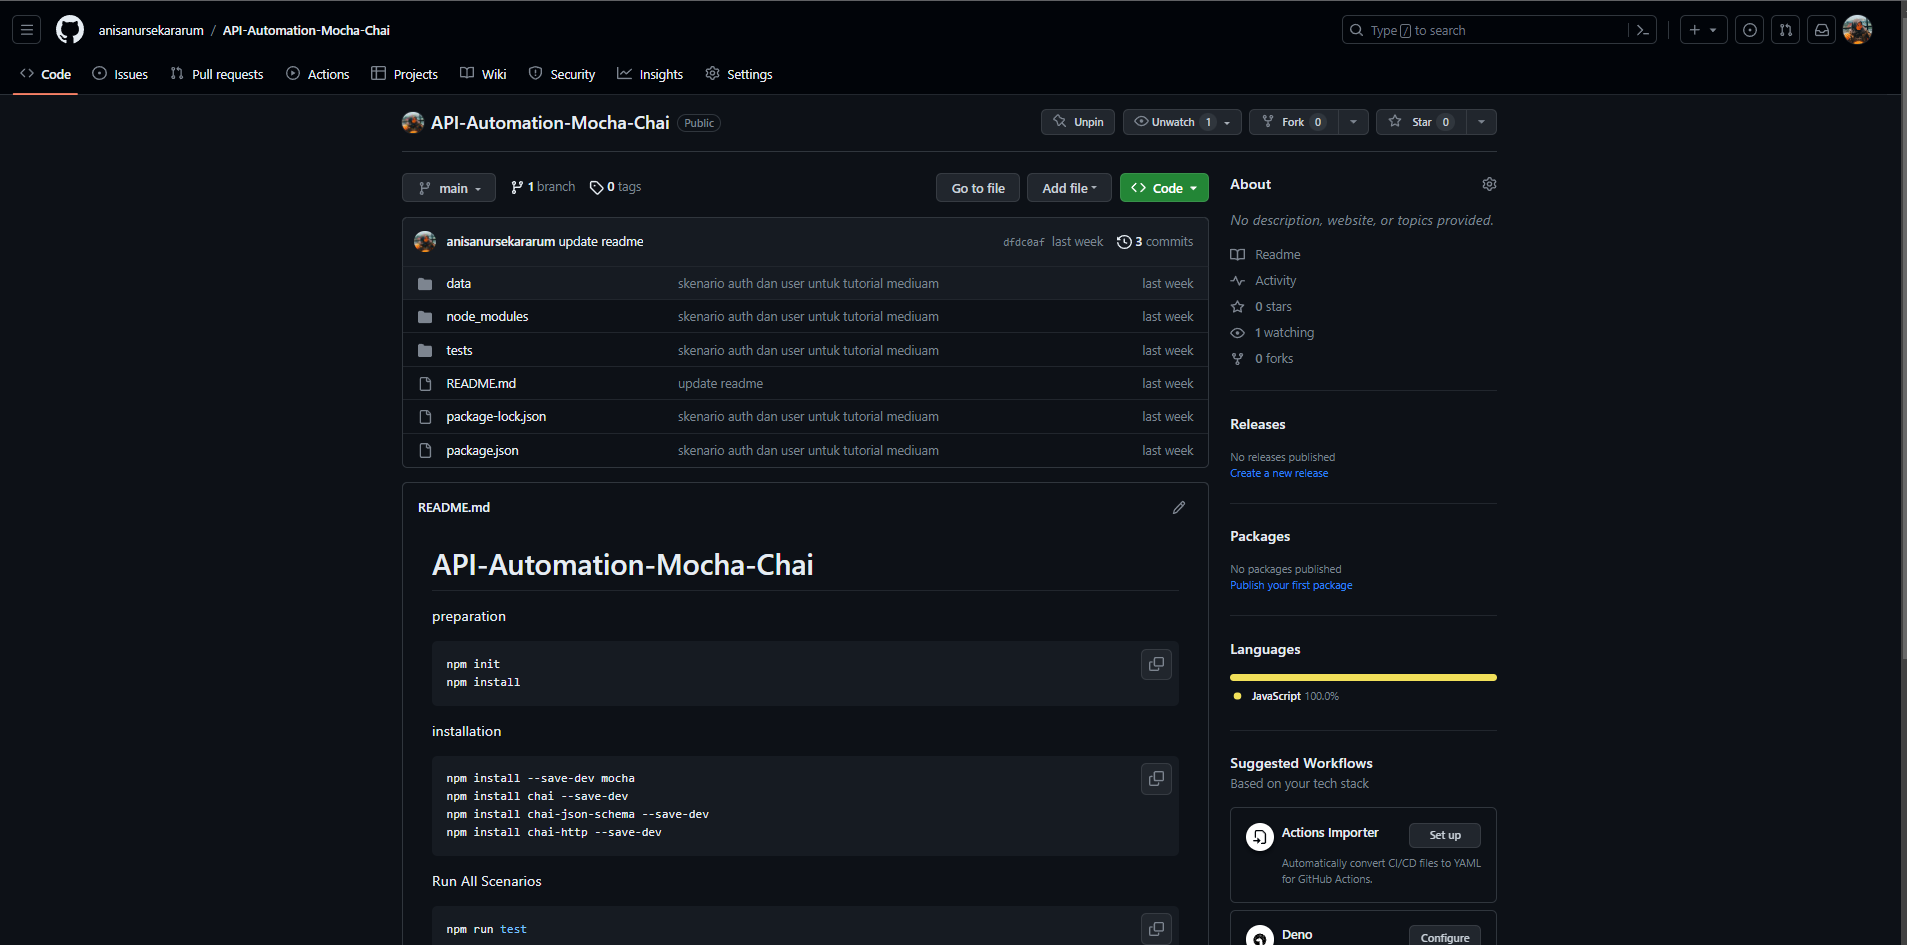 anisanursekararum / API-Automation-Mocha-Chai
Type / to search
Code Issues Pull requests Actions Projects Wiki Security Insights Settings
API-Automation-Mocha-Chai Public
Unpin Unwatch 1 Fork 0 Star 0
main 1 branch 0 tags
Go to file Add file Code
anisanursekararum update readme dfdc0af last week 3 commits
data skenario auth dan user untuk tutorial mediuam last week
node_modules skenario auth dan user untuk tutorial mediuam last week
tests skenario auth dan user untuk tutorial mediuam last week
README.md update readme last week
package-lock.json skenario auth dan user untuk tutorial mediuam last week
package.json skenario auth dan user untuk tutorial mediuam last week
README.md
API-Automation-Mocha-Chai
preparation
npm init
npm install
installation
npm install --save-dev mocha
npm install chai --save-dev
npm install chai-json-schema --save-dev
npm install chai-http --save-dev
Run All Scenarios
npm run test
About
No description, website, or topics provided.
Readme
Activity
0 stars
1 watching
0 forks
Releases
No releases published
Create a new release
Packages
No packages published
Publish your first package
Languages
JavaScript 100.0%
Suggested Workflows
Based on your tech stack
Actions Importer Set up
Automatically convert CI/CD files to YAML
for GitHub Actions.
Deno Configure